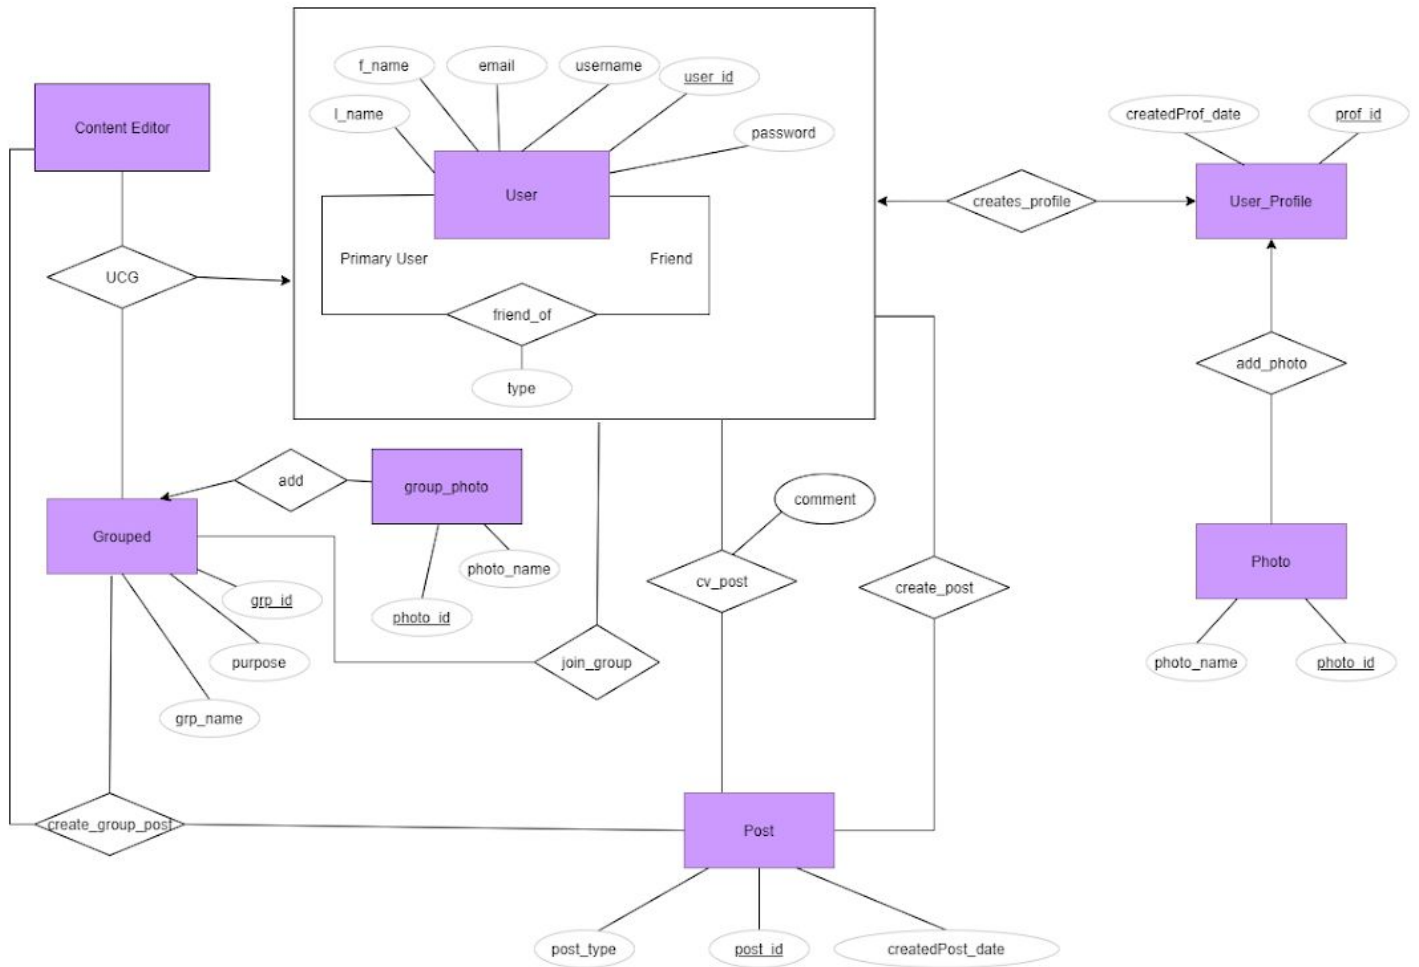 f_name
email
username
user_id
l_name
password
Content Editor
User
createdProf_date
prof_id
creates_profile
User_Profile
Primary User
Friend
UCG
friend_of
type
add_photo
add
group_photo
comment
Grouped
photo_name
cv_post
create_post
Photo
grp_id
photo_id
purpose
join_group
photo_name
photo_id
grp_name
create_group_post
Post
post_type
post_id
createdPost_date